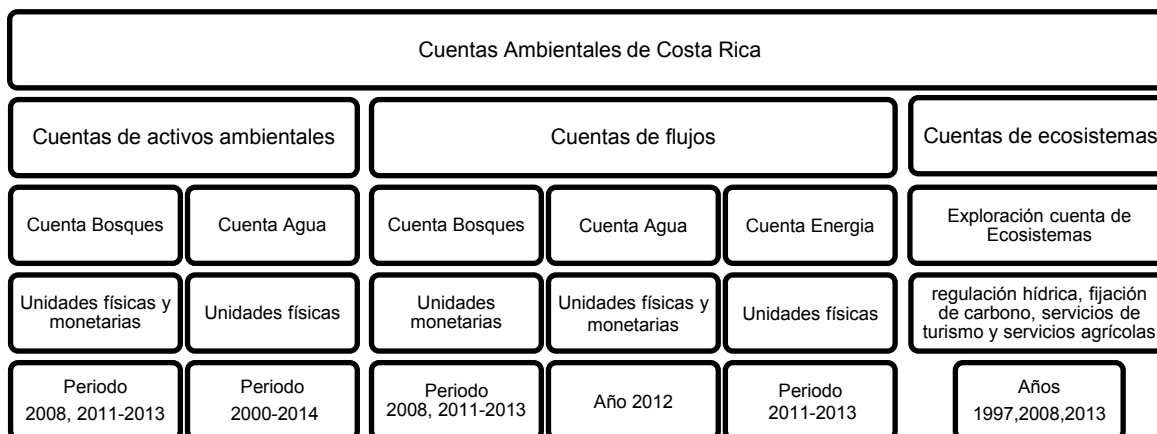 Cuentas Ambientales de Costa Rica
Cuentas de activos ambientales
Cuentas de flujos
Cuentas de ecosistemas
Cuenta Bosques
Cuenta Agua
Cuenta Bosques
Cuenta Agua
Cuenta Energia
Exploración cuenta de
Ecosistemas
Unidades físicas y
monetarias
Unidades físicas
Unidades
monetarias
Unidades físicas y
monetarias
Unidades físicas
regulación hídrica, fijación
de carbono, servicios de
turismo y servicios agrícolas
Periodo
2008, 2011-2013
Periodo
2000-2014
Periodo
2008, 2011-2013
Año 2012
Periodo
2011-2013
Años
1997,2008,2013